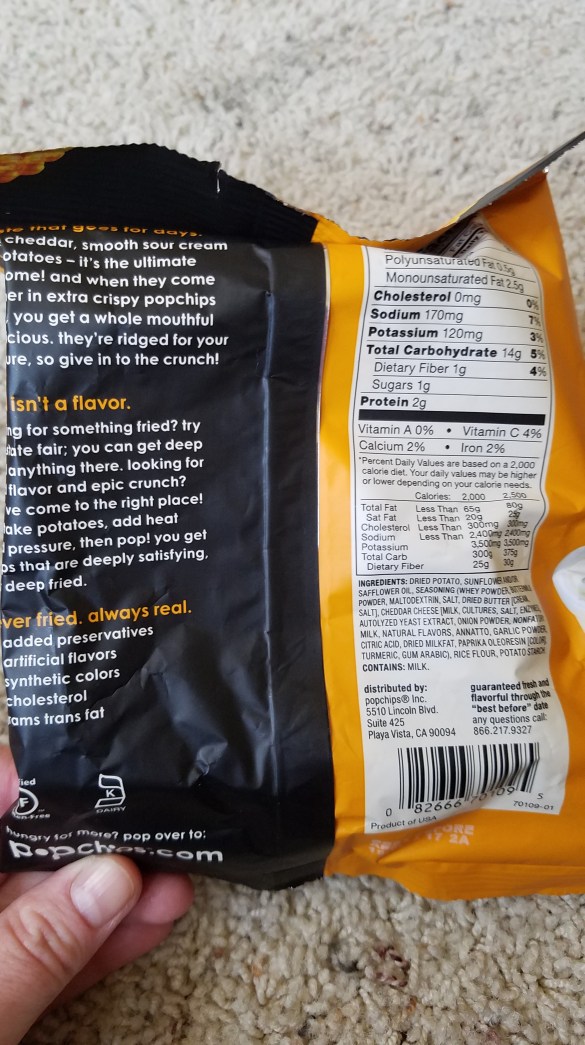 cheddar, smooth sour cream
otatoes – it's the ultimate
ome! and when they come
er in extra crispy popchips
you get a whole mouthful
cious. they're ridged for your
ure, so give in to the crunch!
isn't a flavor.
ng for something fried? try
ate fair; you can get deep
anything there. looking for
flavor and epic crunch?
ve come to the right place!
ake potatoes, add heat
pressure, then pop! you get
ps that are deeply satisfying,
deep fried.
ver fried. always real.
added preservatives
artificial flavors
synthetic colors
cholesterol
rams trans fat
K
DAIRY
hungry for more? pop over to:
popchips.com
Polyunsaturated Fat 0.5g
Monounsaturated Fat 2.5g
Cholesterol 0mg 0%
Sodium 170mg 7%
Potassium 120mg 3%
Total Carbohydrate 14g 5%
Dietary Fiber 1g 4%
Sugars 1g
Protein 2g
Vitamin A 0% • Vitamin C 4%
Calcium 2% • Iron 2%
*Percent Daily Values are based on a 2,000
calorie diet. Your daily values may be higher
or lower depending on your calorie needs.
Calories: 2,000 2,500
Total Fat Less Than 65g 80g
Sat Fat Less Than 20g 25g
Cholesterol Less Than 300mg 300mg
Sodium Less Than 2,400mg 2,400mg
Potassium 3,500mg 3,500mg
Total Carb 300g 375g
Dietary Fiber 25g 30g
INGREDIENTS: DRIED POTATO, SUNFLOWER
SAFFLOWER OIL, SEASONING (WHEY POWDER, BUTTERMILK
POWDER, MALTODEXTRIN, SALT, DRIED BUTTER [CREAM,
SALT], CHEDDAR CHEESE [MILK, CULTURES, SALT, ENZYMES],
AUTOLYZED YEAST EXTRACT, ONION POWDER, NONFAT
MILK, NATURAL FLAVORS, ANNATTO, GARLIC POWDER,
CITRIC ACID, DRIED MILKFAT, PAPRIKA OLEORESIN [COLOR],
TURMERIC, GUM ARABIC), RICE FLOUR, POTATO STARCH
CONTAINS: MILK.
distributed by:
popchips® Inc.
5510 Lincoln Blvd.
Suite 425
Playa Vista, CA 90094
guaranteed fresh and
flavorful through the
"best before" date
any questions call:
866.217.9327
0 82666 70109 5
70109-01
Product of USA